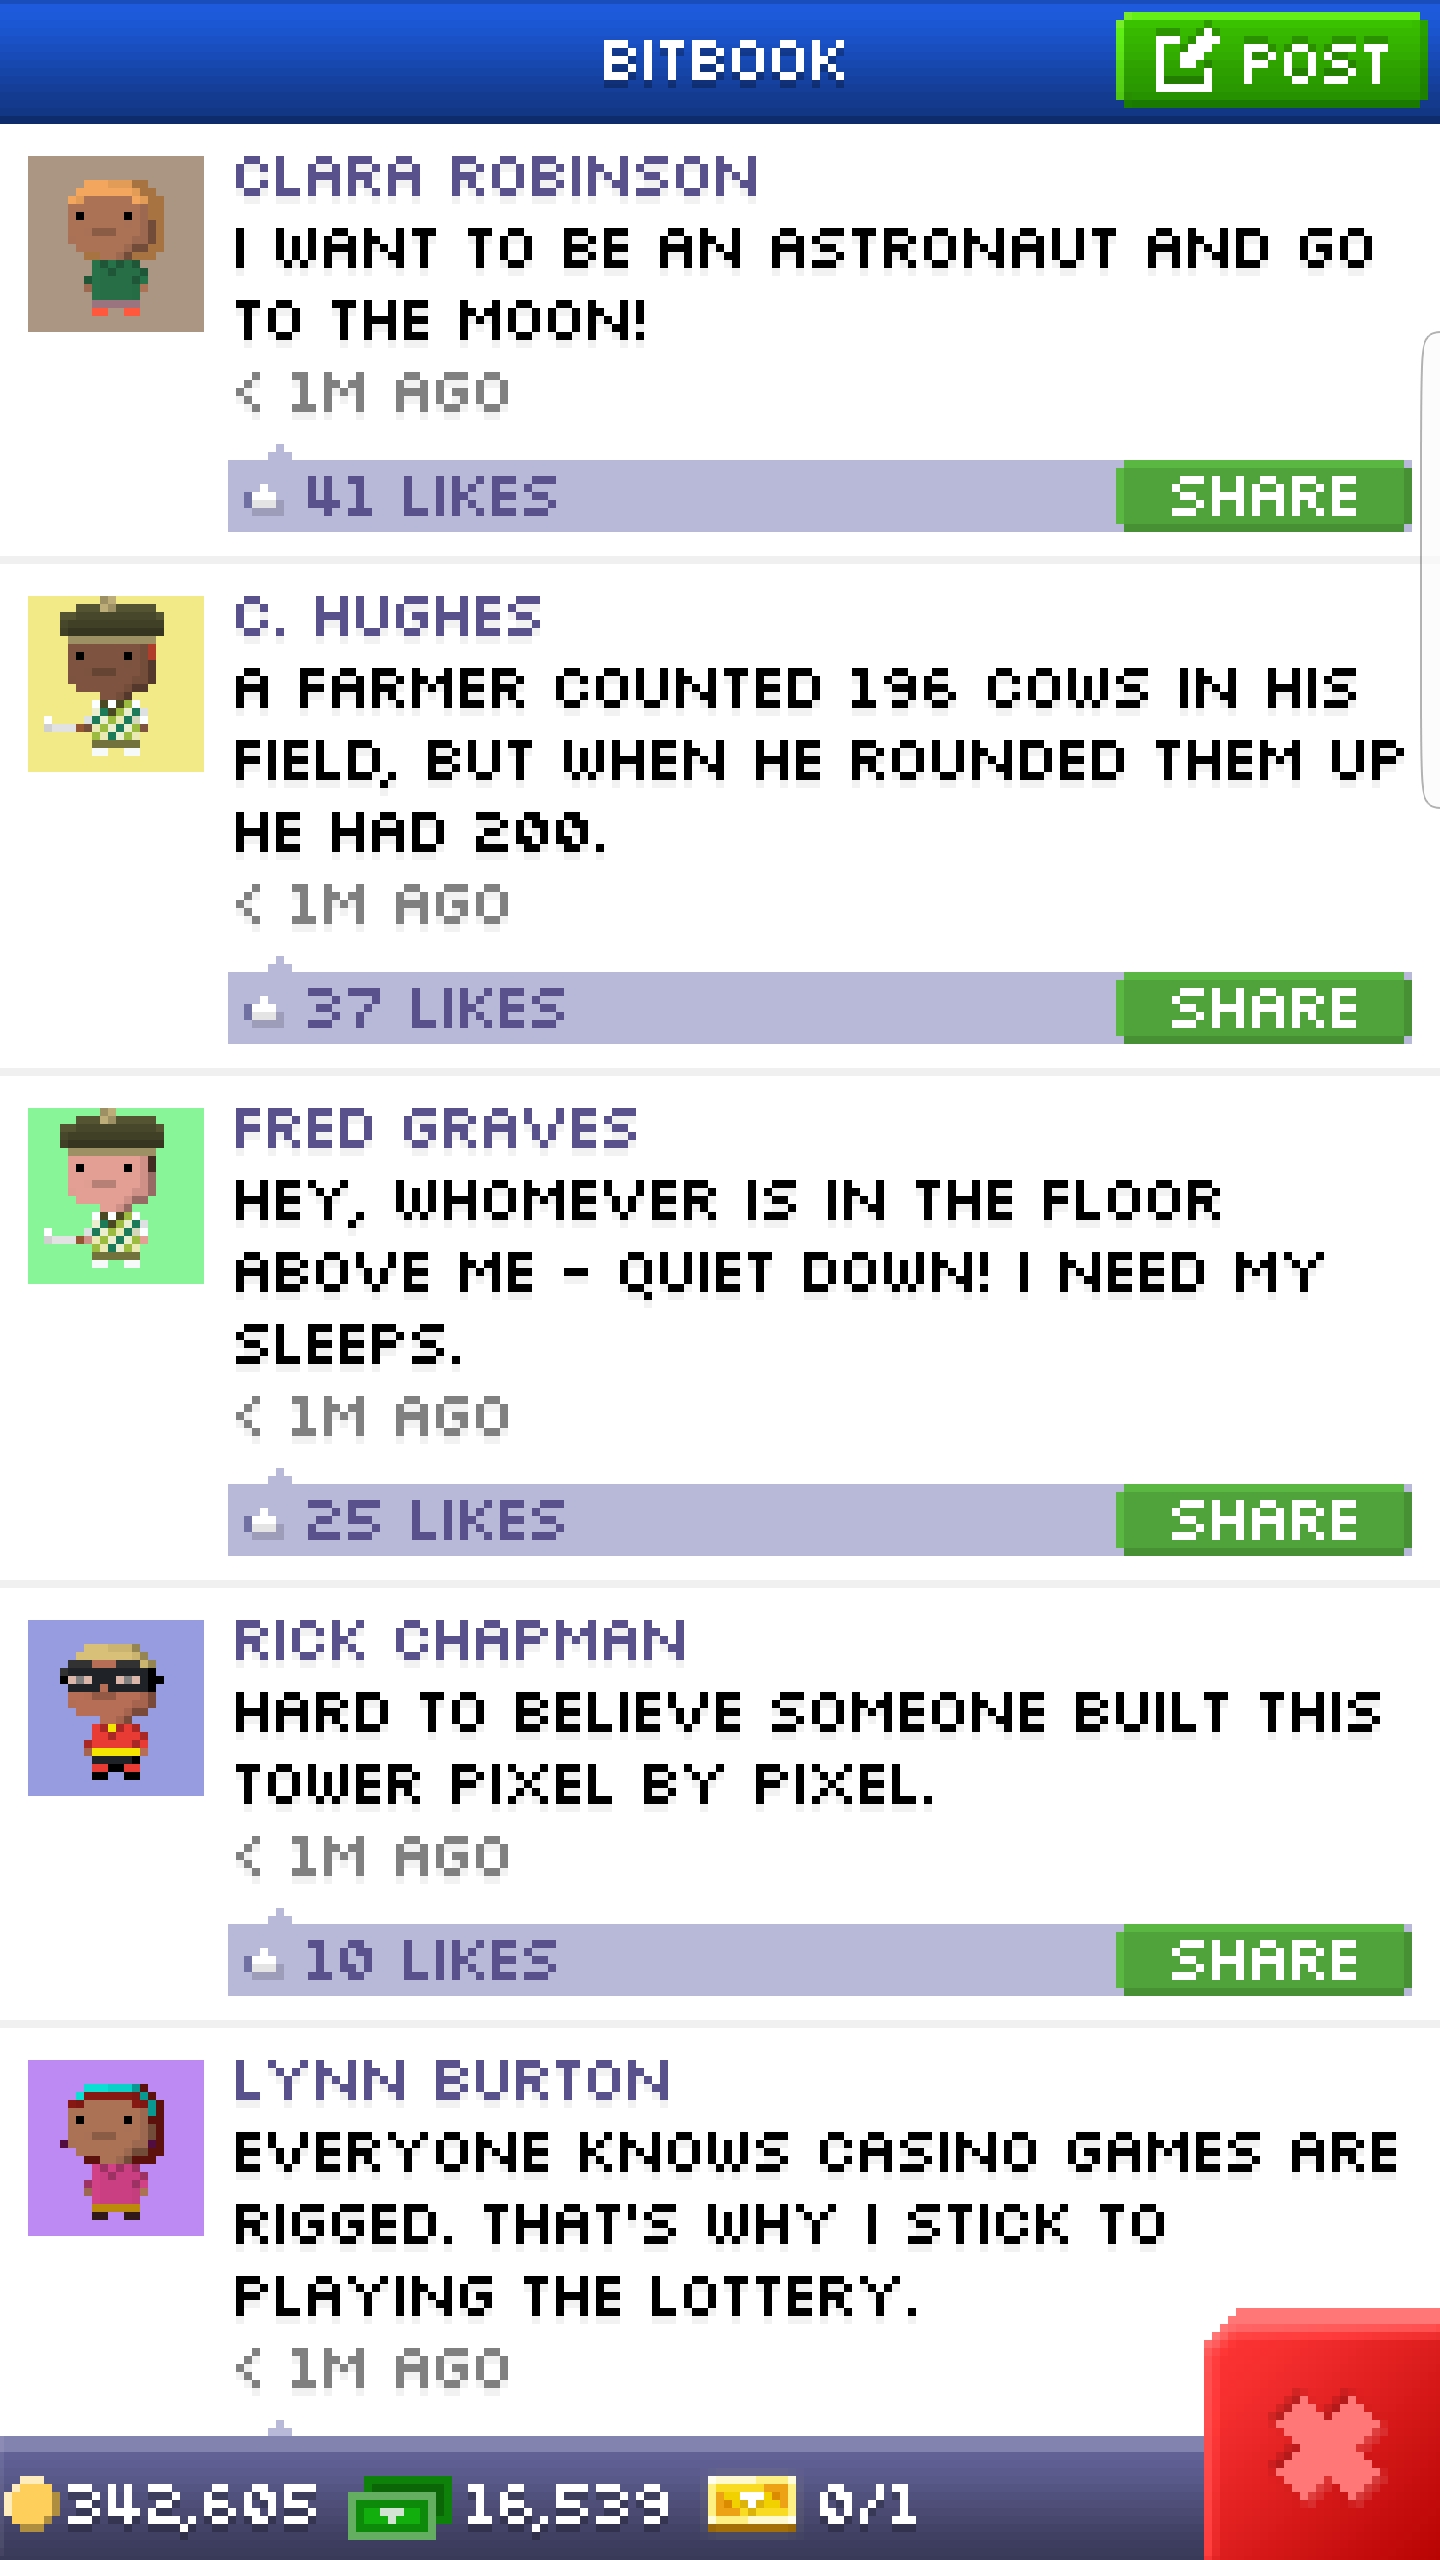 BITBOOK
POST
CLARA ROBINSON
I WANT TO BE AN ASTRONAUT AND GO
TO THE MOON!
< 1M AGO
41 LIKES
SHARE
C. HUGHES
A FARMER COUNTED 196 COWS IN HIS
FIELD, BUT WHEN HE ROUNDED THEM UP
HE HAD 200.
< 1M AGO
37 LIKES
SHARE
FRED GRAVES
HEY, WHOMEVER IS IN THE FLOOR
ABOVE ME - QUIET DOWN! I NEED MY
SLEEPS.
< 1M AGO
25 LIKES
SHARE
RICK CHAPMAN
HARD TO BELIEVE SOMEONE BUILT THIS
TOWER PIXEL BY PIXEL.
< 1M AGO
10 LIKES
SHARE
LYNN BURTON
EVERYONE KNOWS CASINO GAMES ARE
RIGGED. THAT'S WHY I STICK TO
PLAYING THE LOTTERY.
< 1M AGO
342,605 16,539 0/1